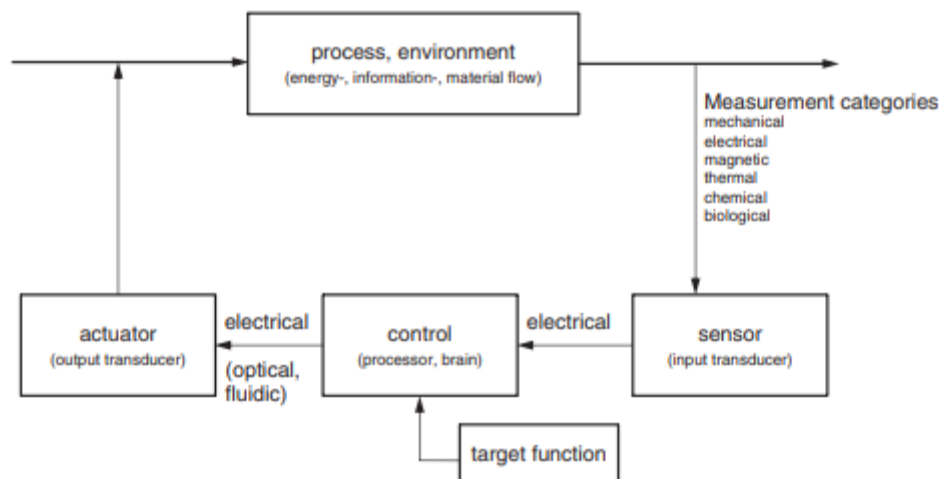 process, environment
(energy-, information-, material flow)
Measurement categories
mechanical
electrical
magnetic
thermal
chemical
biological
actuator
(output transducer)
electrical
(optical,
fluidic)
control
(processor, brain)
electrical
sensor
(input transducer)
target function